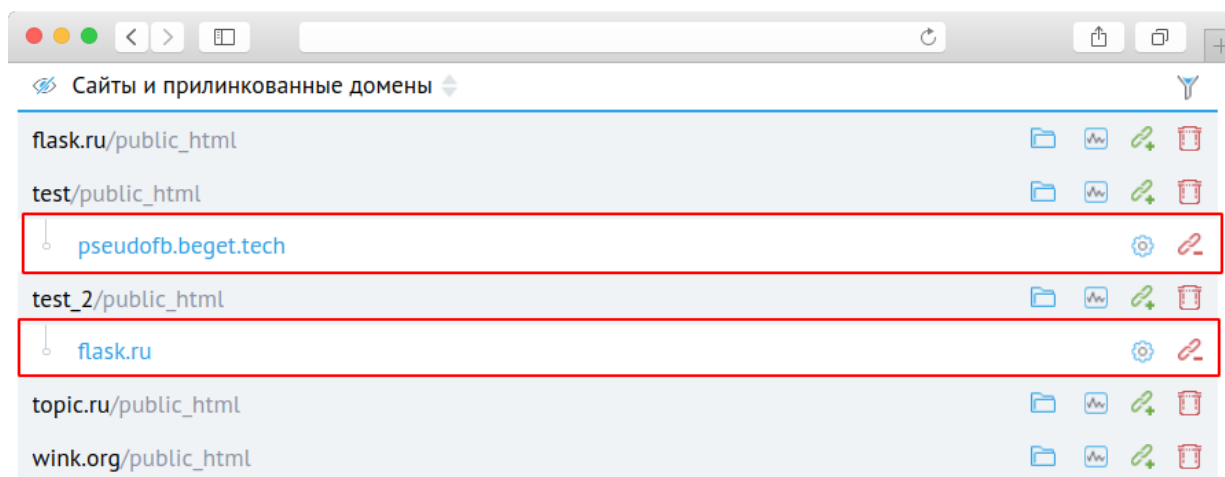 Сайты и прилинкованные домены
flask.ru/public_html
test/public_html
pseudofb.beget.tech
test_2/public_html
flask.ru
topic.ru/public_html
wink.org/public_html